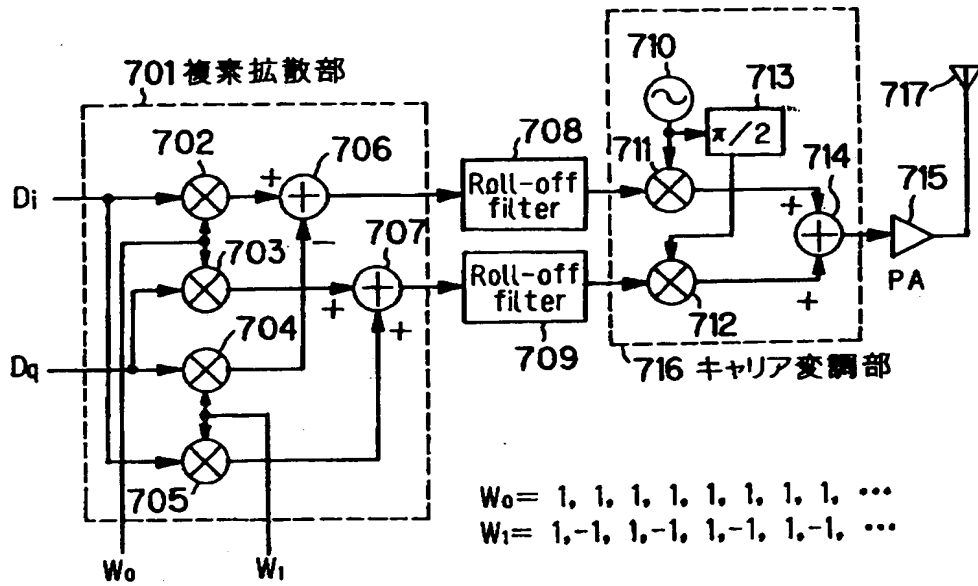 701 複素拡散部
702
706
Di
703
707
704
Dq
705
W₀
W₁
708
Roll-off
filter
Roll-off
filter
709
710
713
π/2
711
714
712
716 キャリア変調部
715
PA
717
+
−
+
+
+
+
W₀= 1, 1, 1, 1, 1, 1, 1, 1, ···
W₁= 1,-1, 1,-1, 1,-1, 1,-1, ···